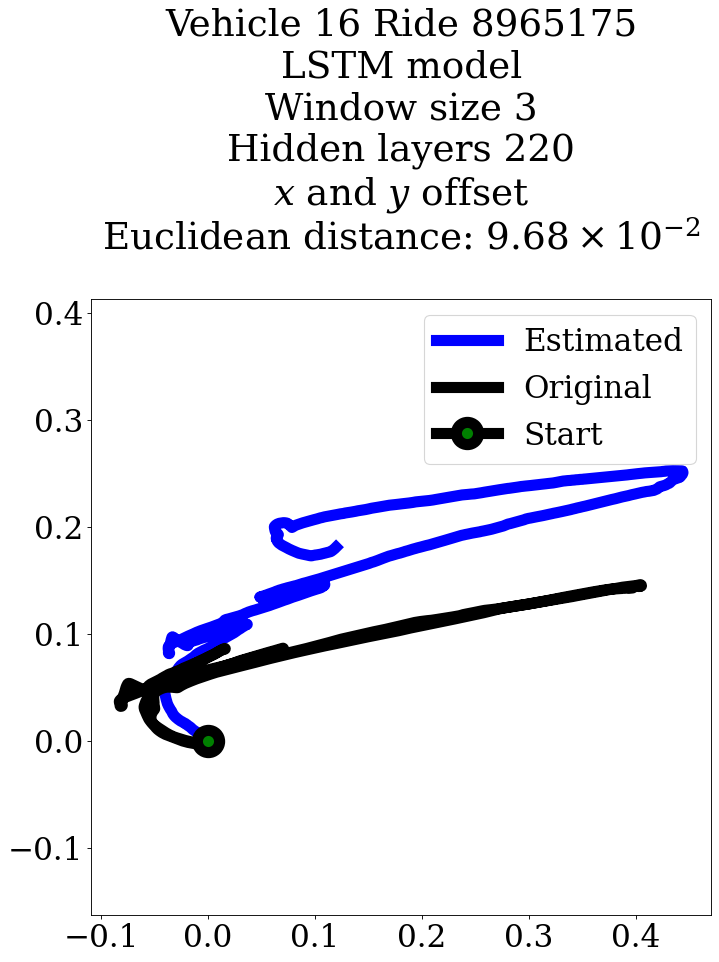 Vehicle 16 Ride 8965175
LSTM model
Window size 3
Hidden layers 220
x and y offset
Euclidean distance: 9.68 × 10⁻²
Estimated
Original
Start
0.4
0.3
0.2
0.1
0.0
−0.1
−0.1 0.0 0.1 0.2 0.3 0.4